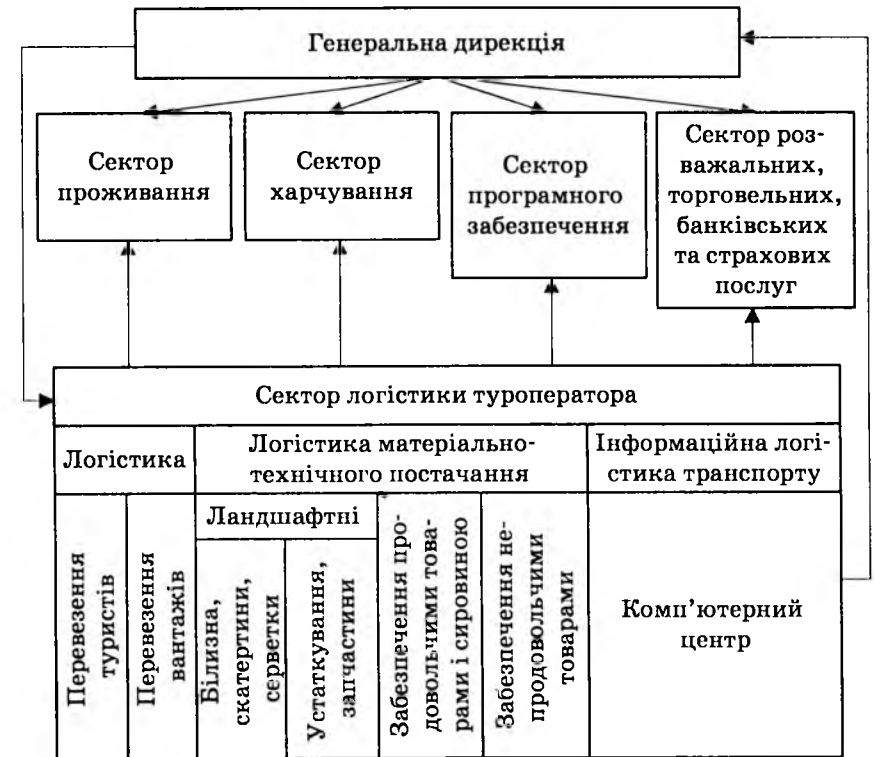 Генеральна дирекція
Сектор
проживання
Сектор
харчування
Сектор
програмного
забезпечення
Сектор роз-
важальних,
торговельних,
банківських
та страхових
послуг
Сектор логістики туроператора
Логістика
Логістика матеріально-
технічного постачання
Інформаційна логі-
стика транспорту
Перевезення
туристів
Перевезення
вантажів
Ландшафтні
Білизна,
скатертини,
серветки
Устаткування,
запчастини
Забезпечення про-
довольчими това-
рами і сировиною
Забезпечення не-
продовольчими
товарами
Комп’ютерний
центр